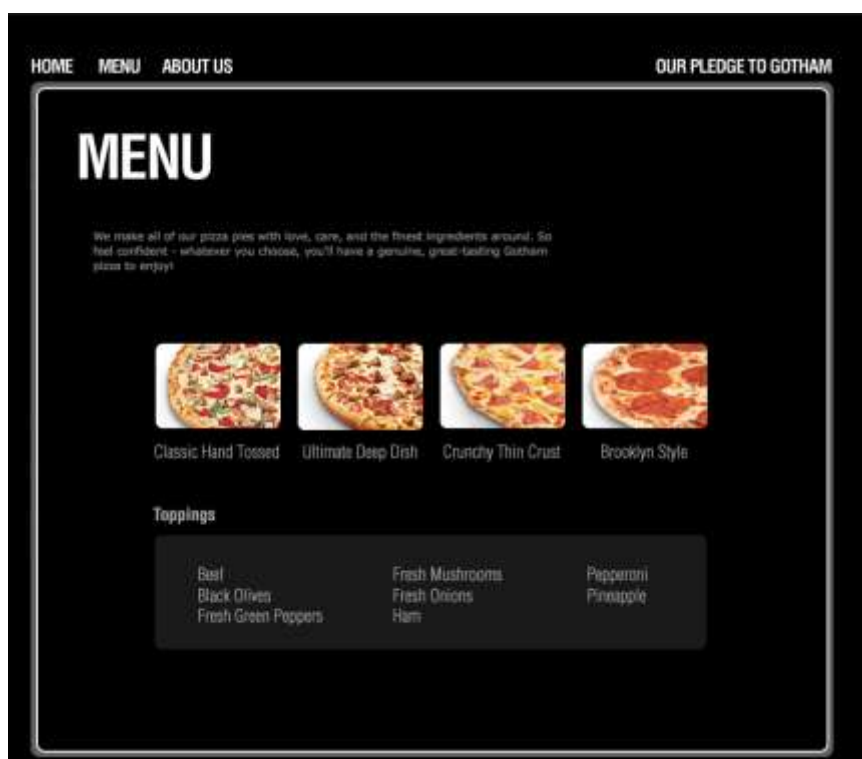 HOME MENU ABOUT US OUR PLEDGE TO GOTHAM
MENU
We make all of our pizza pies with love, care, and the finest ingredients around. So
feel confident - whatever you choose, you'll have a genuine, great-tasting Gotham
pizza to enjoy!
Classic Hand Tossed Ultimate Deep Dish Crunchy Thin Crust Brooklyn Style
Toppings
Beef Fresh Mushrooms Pepperoni
Black Olives Fresh Onions Pineapple
Fresh Green Peppers Ham